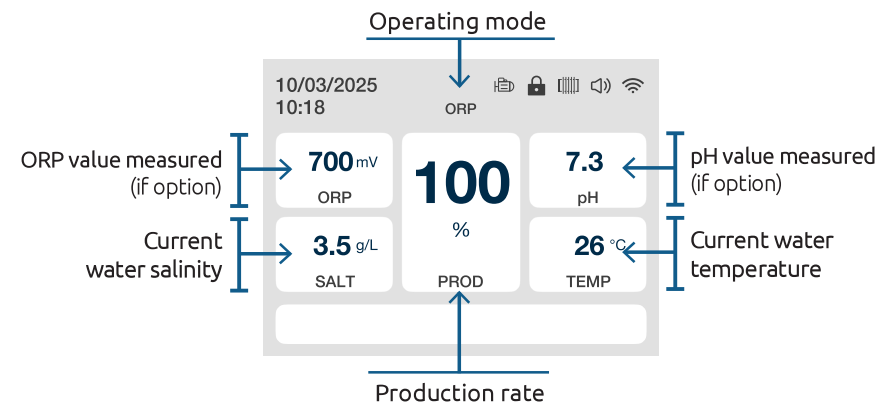 Operating mode
10/03/2025
10:18
ORP
ORP value measured
(if option)
700 mV
ORP
100
%
PROD
7.3
pH
pH value measured
(if option)
Current
water salinity
3.5 g/L
SALT
26 °C
TEMP
Current water
temperature
Production rate